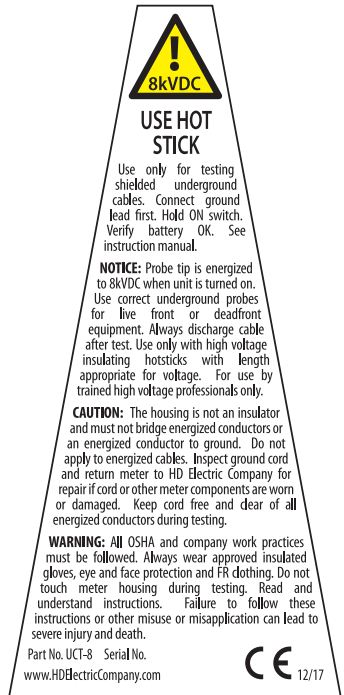 8kVDC
USE HOT
STICK
Use only for testing
shielded underground
cables. Connect ground
lead first. Hold ON switch.
Verify battery OK. See
instruction manual.
NOTICE: Probe tip is energized
to 8kVDC when unit is turned on.
Use correct underground probes
for live front or deadfront
equipment. Always discharge cable
after test. Use only with high voltage
insulating hotsticks with length
appropriate for voltage. For use by
trained high voltage professionals only.
CAUTION: The housing is not an insulator
and must not bridge energized conductors or
an energized conductor to ground. Do not
apply to energized cables. Inspect ground cord
and return meter to HD Electric Company for
repair if cord or other meter components are worn
or damaged. Keep cord free and clear of all
energized conductors during testing.
WARNING: All OSHA and company work practices
must be followed. Always wear approved insulated
gloves, eye and face protection and FR clothing. Do not
touch meter housing during testing. Read and
understand instructions. Failure to follow these
instructions or other misuse or misapplication can lead to
severe injury and death.
Part No. UCT-8 Serial No.
www.HDElectricCompany.com CE 12/17